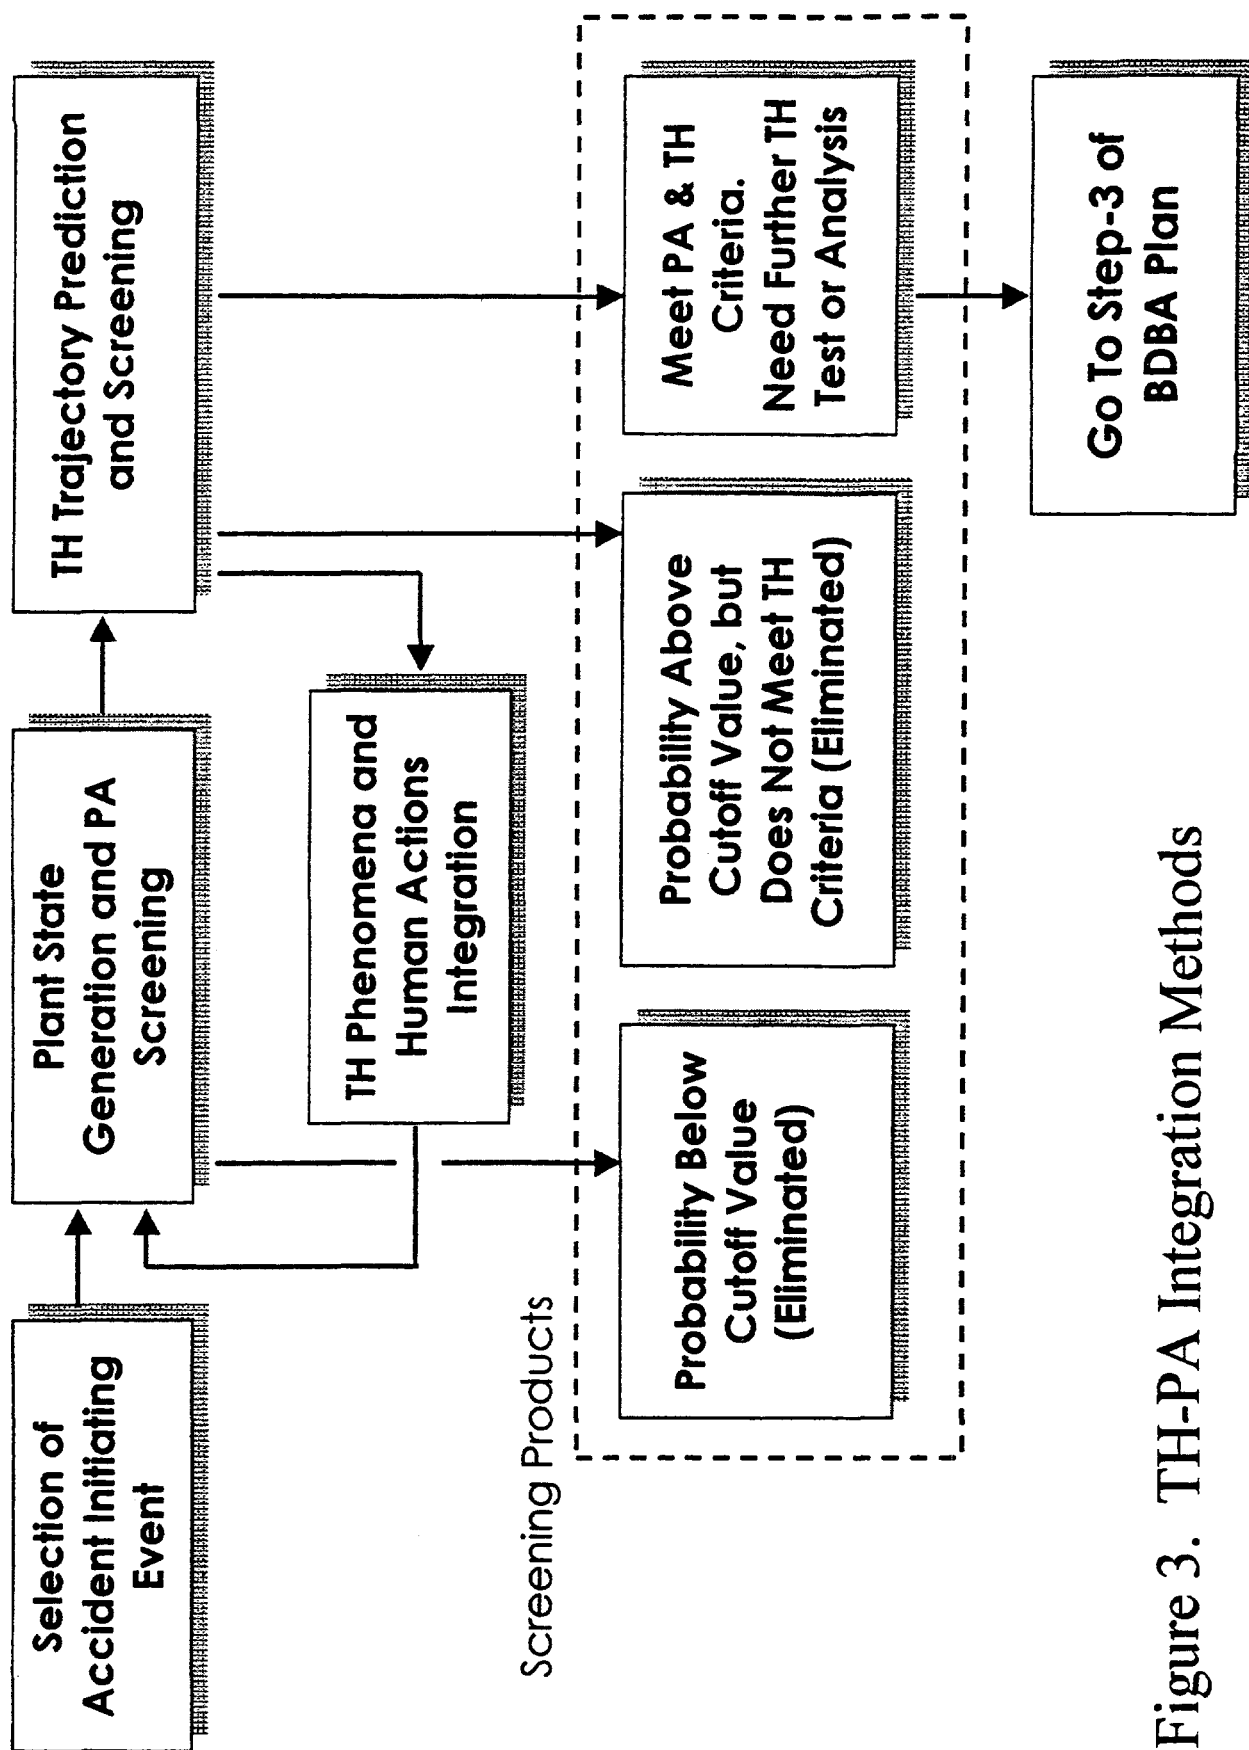 Selection of
Accident Initiating
Event
Plant State
Generation and PA
Screening
TH Trajectory Prediction
and Screening
TH Phenomena and
Human Actions
Integration
Screening Products
Probability Below
Cutoff Value
(Eliminated)
Probability Above
Cutoff Value, but
Does Not Meet TH
Criteria (Eliminated)
Meet PA & TH
Criteria.
Need Further TH
Test or Analysis
Go To Step-3 of
BDBA Plan
Figure 3. TH-PA Integration Methods